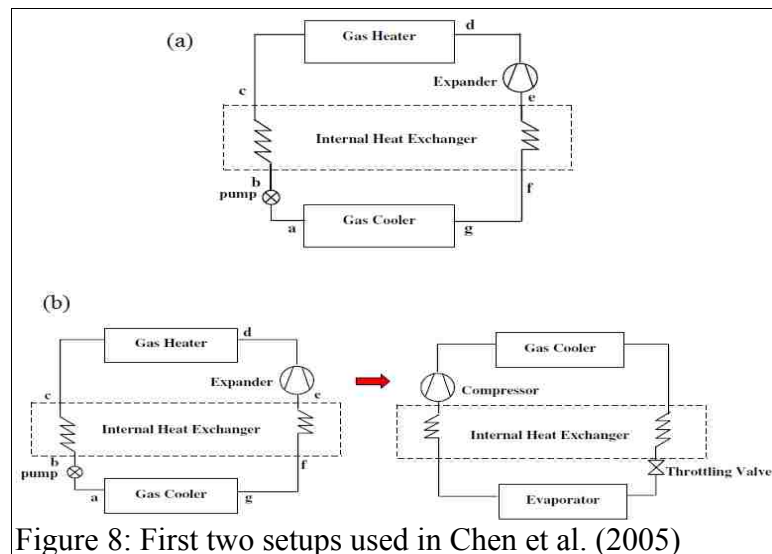 (a)
Gas Heater
d
Expander
c
e
Internal Heat Exchanger
b
f
pump
a
Gas Cooler
g
(b)
Gas Heater
d
Expander
c
e
Internal Heat Exchanger
b
f
pump
a
Gas Cooler
g
Gas Cooler
Compressor
Internal Heat Exchanger
Throttling Valve
Evaporator
Figure 8: First two setups used in Chen et al. (2005)